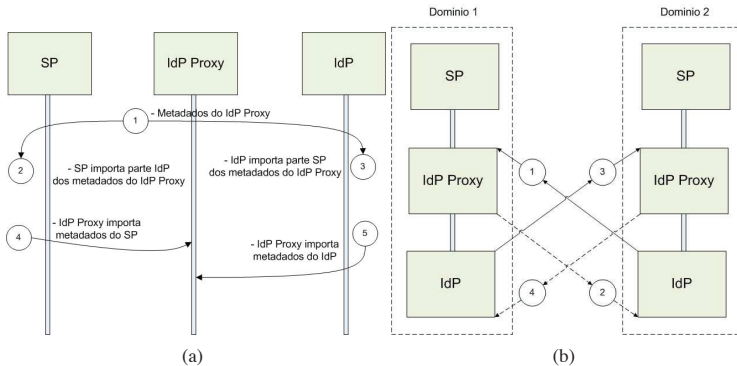 SP
IdP Proxy
IdP
1
- Metadados do IdP Proxy
2
- SP importa parte IdP
dos metadados do IdP Proxy
- IdP importa parte SP
dos metadados do IdP Proxy
3
4
- IdP Proxy importa
metadados do SP
- IdP Proxy importa
metadados do IdP
5
(a)
Dominio 1
Dominio 2
SP
SP
IdP Proxy
1
3
IdP Proxy
IdP
4
2
IdP
(b)